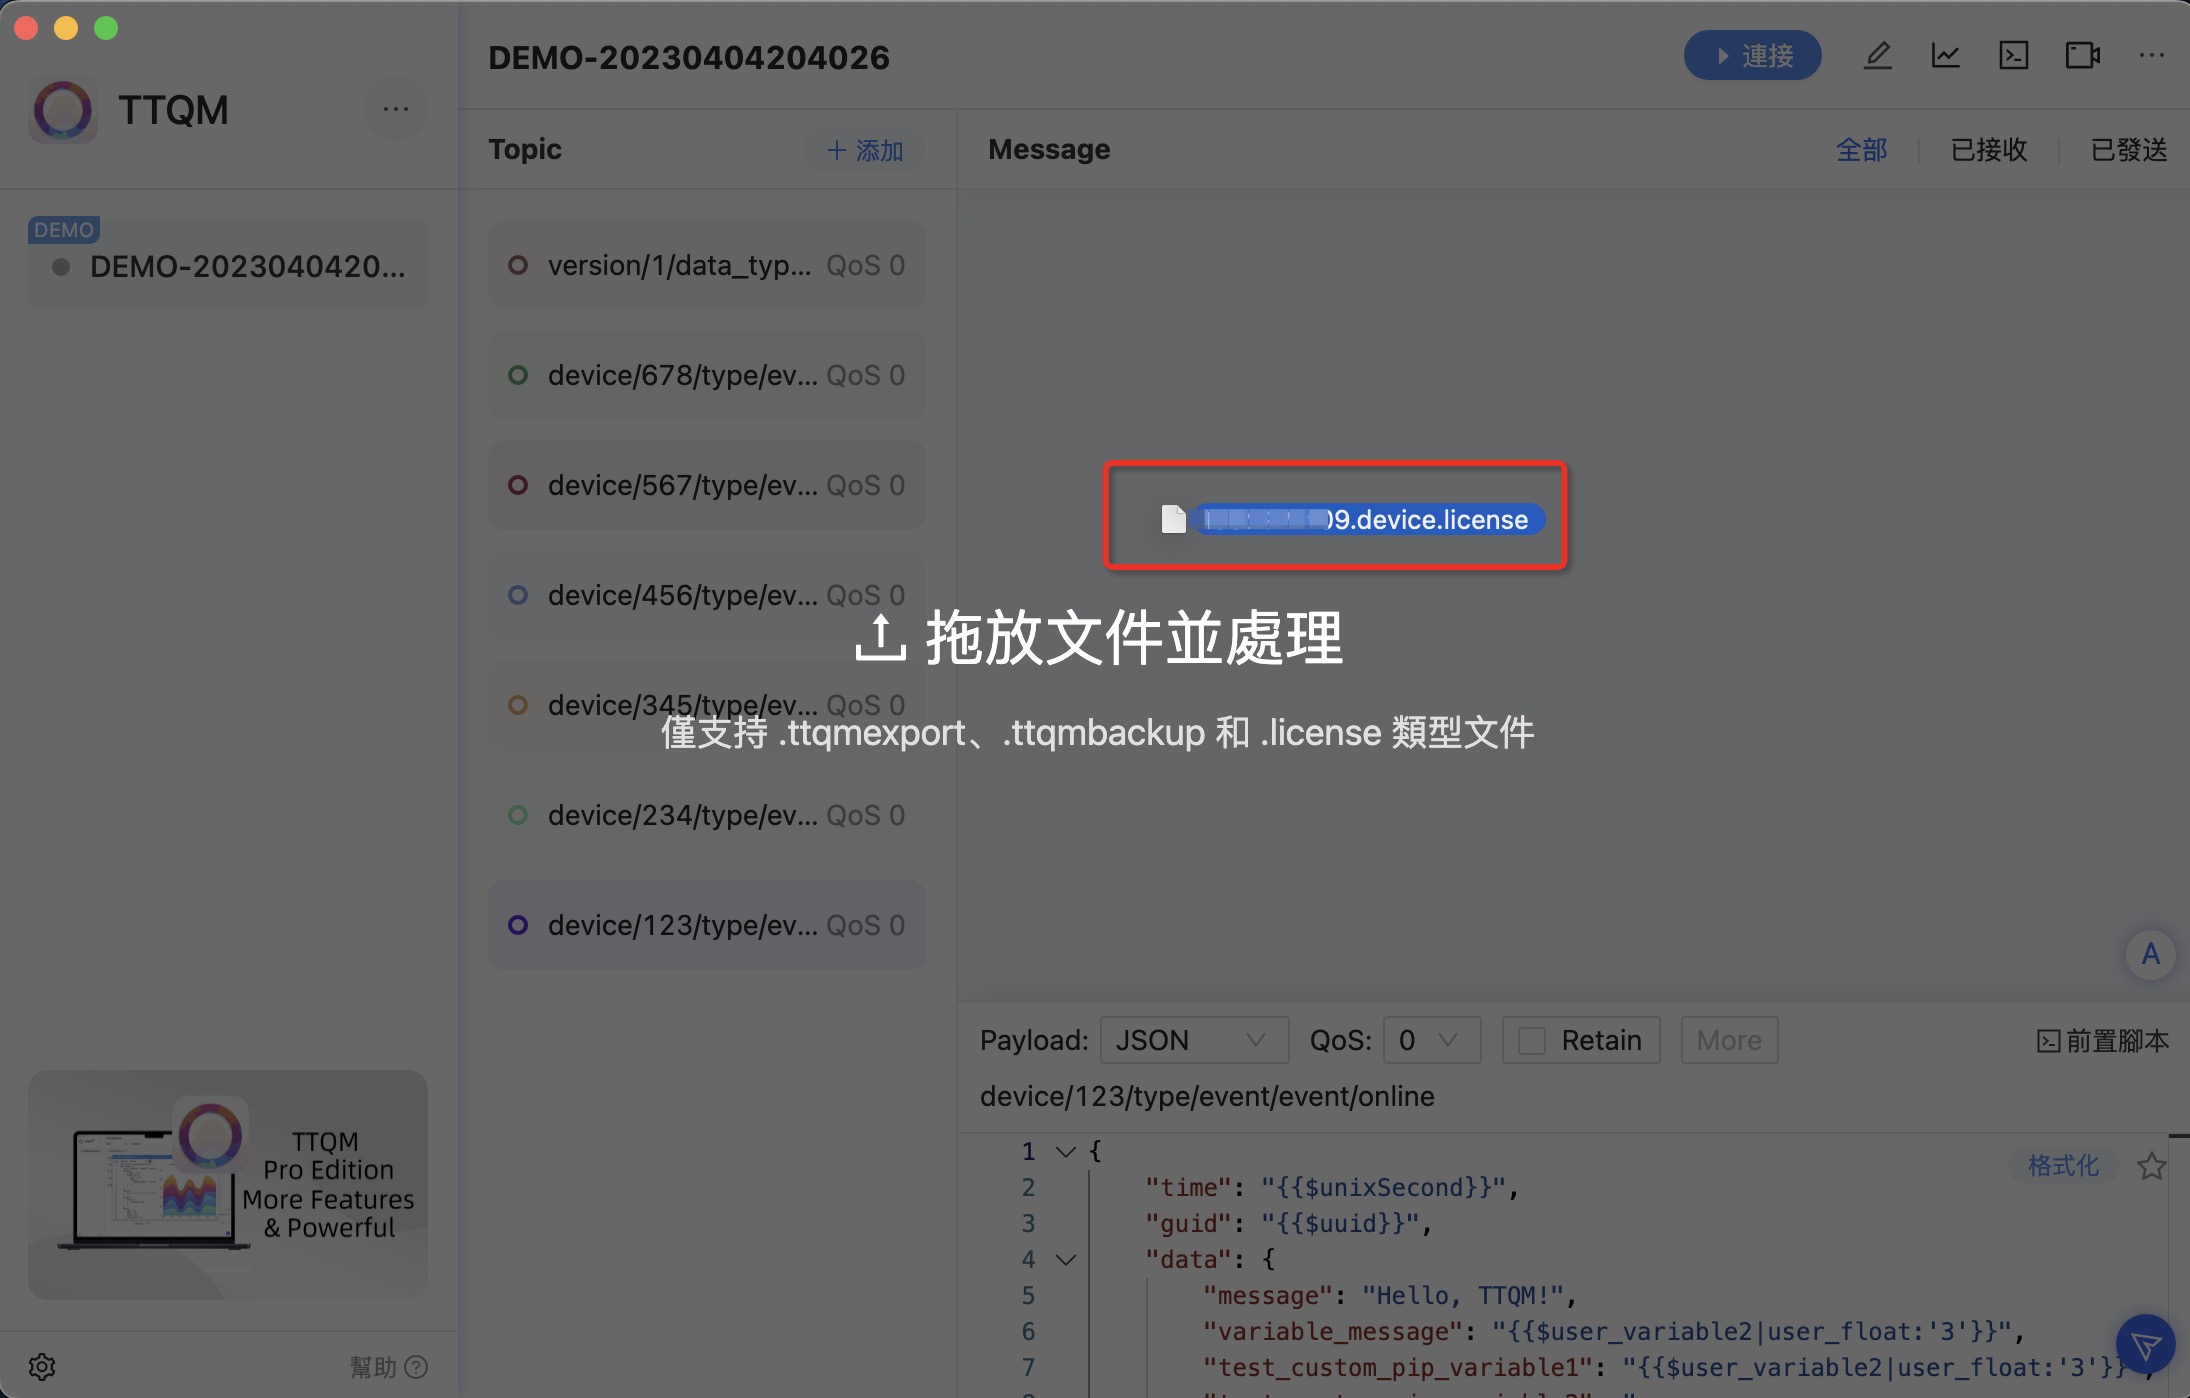 DEMO-20230404204026
連接
TTQM
Topic
添加
Message
全部
已接收
已發送
DEMO
DEMO-2023040420...
version/1/data_typ... QoS 0
device/678/type/ev... QoS 0
device/567/type/ev... QoS 0
device/456/type/ev... QoS 0
device/345/type/ev... QoS 0
device/234/type/ev... QoS 0
device/123/type/ev... QoS 0
9.device.license
拖放文件並處理
僅支持 .ttqmexport、.ttqmbackup 和 .license 類型文件
A
Payload: JSON QoS: 0 Retain More
前置腳本
device/123/type/event/event/online
格式化
1 {
2 "time": "{{$unixSecond}}",
3 "guid": "{{$uuid}}",
4 "data": {
5 "message": "Hello, TTQM!",
6 "variable_message": "{{$user_variable2|user_float:'3'}}",
7 "test_custom_pip_variable1": "{{$user_variable2|user_float:'3'}}
TTQM
Pro Edition
More Features
& Powerful
幫助